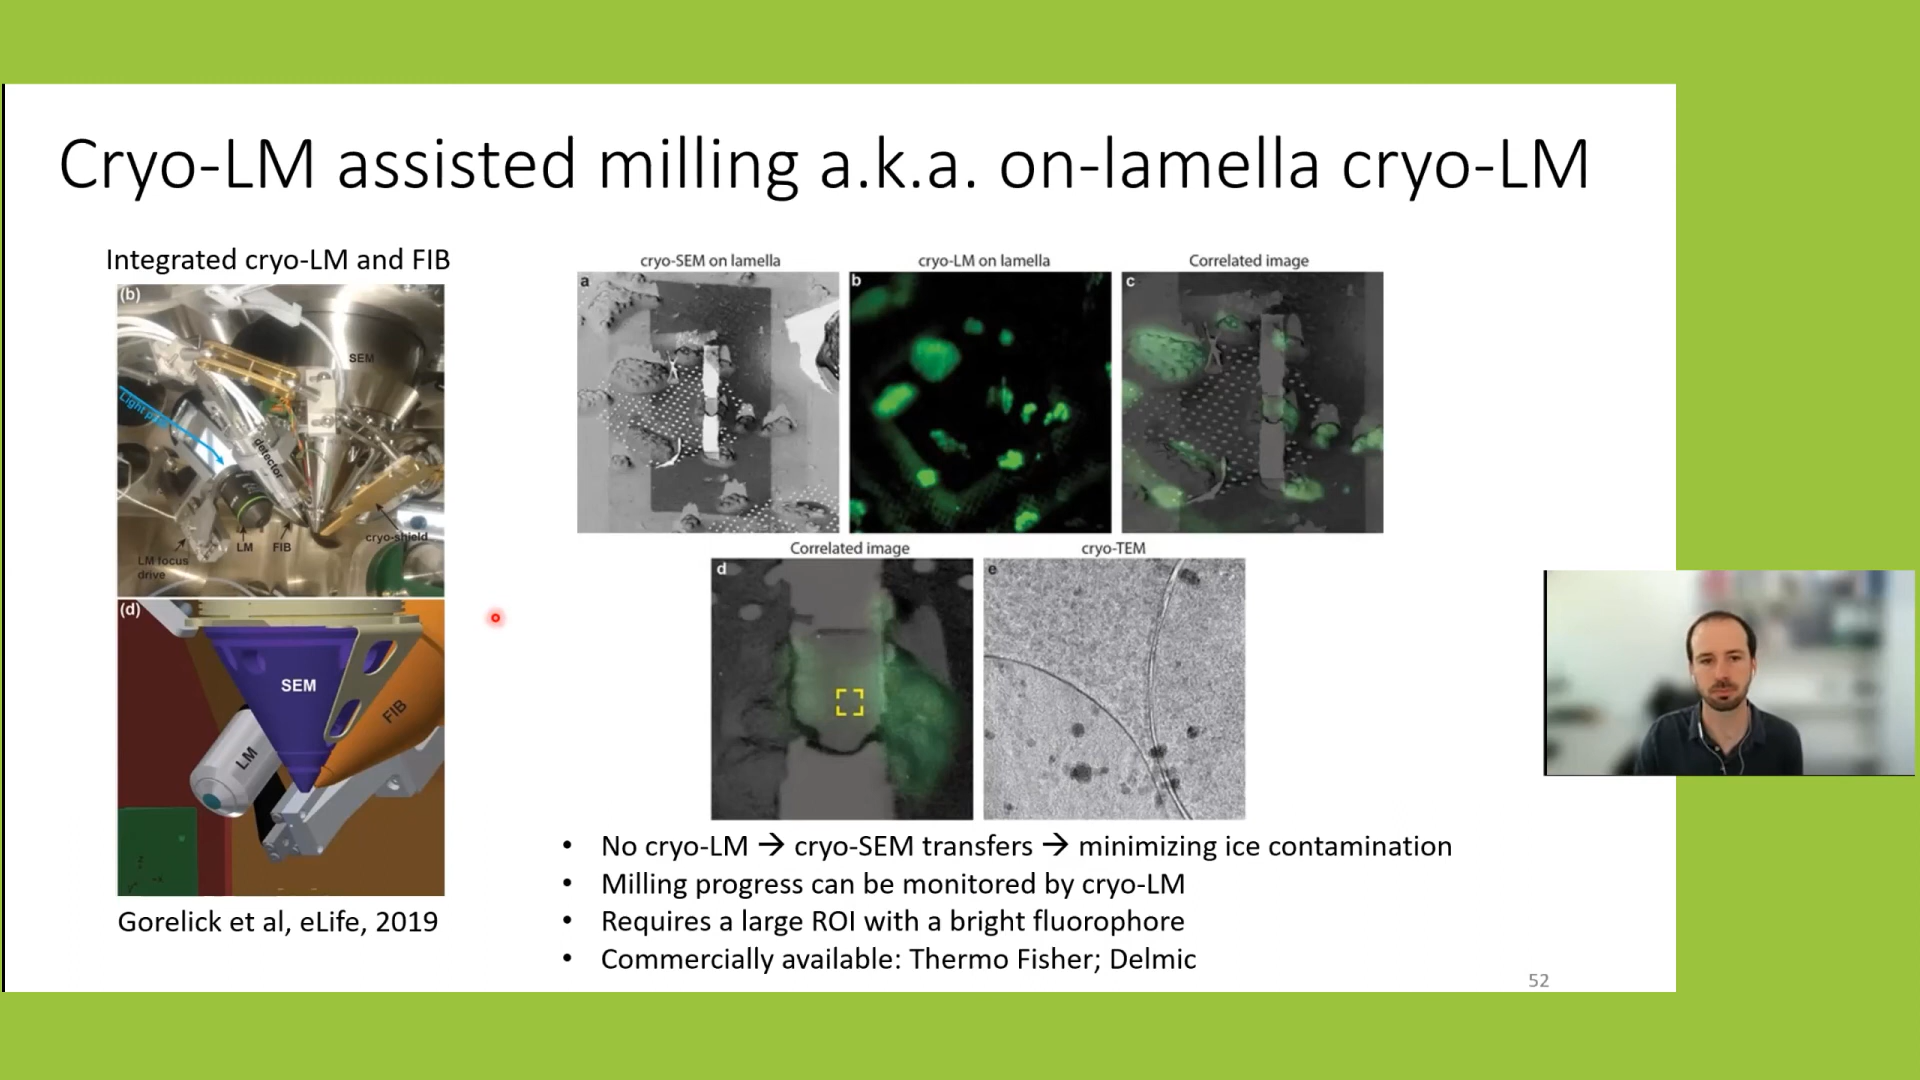 Cryo-LM assisted milling a.k.a. on-lamella cryo-LM
Integrated cryo-LM and FIB
(b)
SEM
Light path
detector
LM
FIB
cryo-shield
LM focus
drive
(d)
SEM
FIB
LM
z
Gorelick et al, eLife, 2019
cryo-SEM on lamella
cryo-LM on lamella
Correlated image
a
b
c
Correlated image
cryo-TEM
d
e
• No cryo-LM → cryo-SEM transfers → minimizing ice contamination
• Milling progress can be monitored by cryo-LM
• Requires a large ROI with a bright fluorophore
• Commercially available: Thermo Fisher; Delmic
52